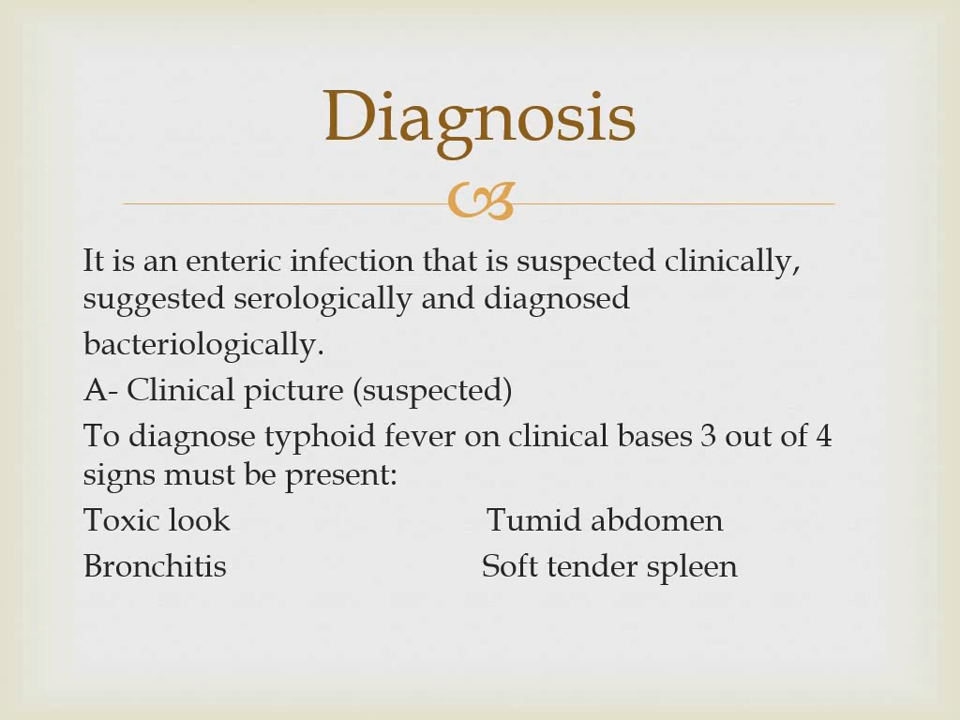 Diagnosis
It is an enteric infection that is suspected clinically,
suggested serologically and diagnosed
bacteriologically.
A- Clinical picture (suspected)
To diagnose typhoid fever on clinical bases 3 out of 4
signs must be present:
Toxic look Tumid abdomen
Bronchitis Soft tender spleen